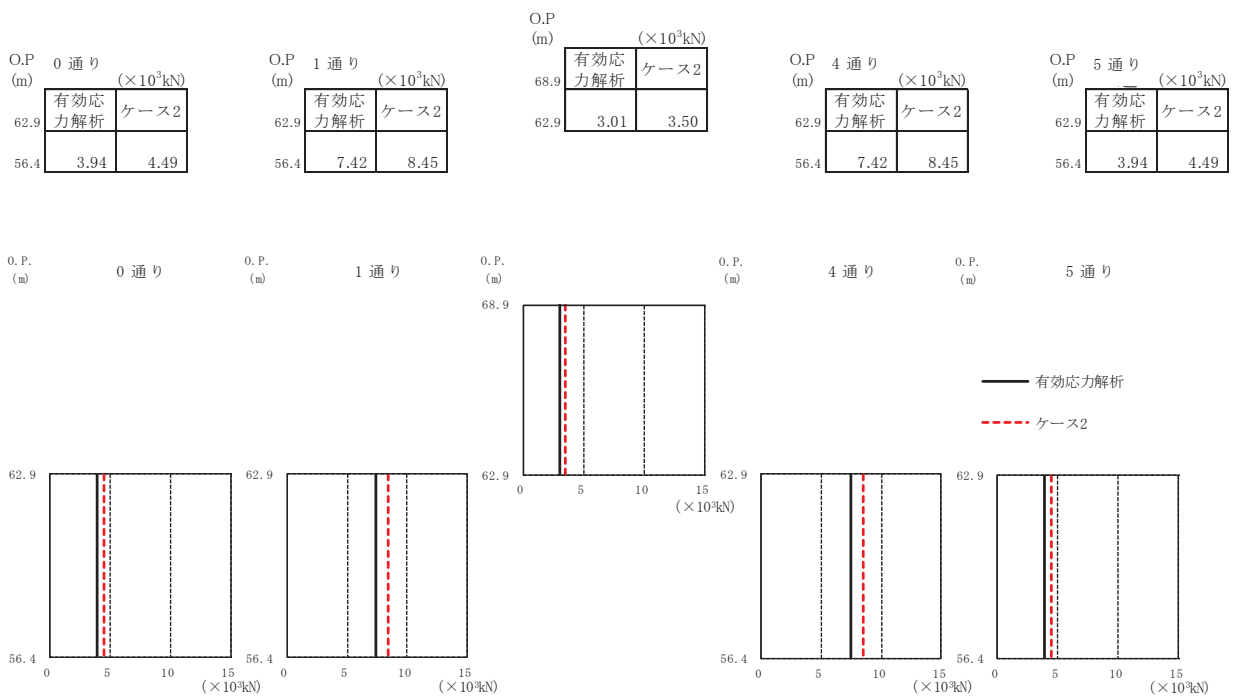 O.P
(m)
0 通り
(×10³kN)
有効応力解析
ケース2
62.9
56.4
3.94
4.49
O.P
(m)
1 通り
(×10³kN)
有効応力解析
ケース2
62.9
56.4
7.42
8.45
O.P
(m)
(×10³kN)
有効応力解析
ケース2
68.9
62.9
3.01
3.50
O.P
(m)
4 通り
(×10³kN)
有効応力解析
ケース2
62.9
56.4
7.42
8.45
O.P
(m)
5 通り
(×10³kN)
有効応力解析
ケース2
62.9
56.4
3.94
4.49
O.P.
(m)
0 通り
62.9
56.4
0 5 10 15
(×10³kN)
O.P.
(m)
1 通り
62.9
56.4
0 5 10 15
(×10³kN)
O.P.
(m)
68.9
62.9
0 5 10 15
(×10³kN)
O.P.
(m)
4 通り
62.9
56.4
0 5 10 15
(×10³kN)
O.P.
(m)
5 通り
62.9
56.4
0 5 10 15
(×10³kN)
有効応力解析
ケース2